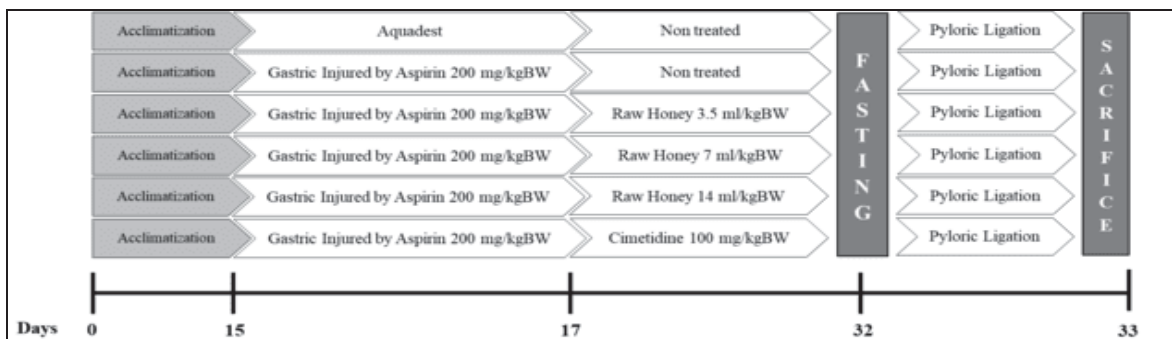 Acclimatization Aquadest Non treated Pyloric Ligation
Acclimatization Gastric Injured by Aspirin 200 mg/kgBW Non treated Pyloric Ligation
Acclimatization Gastric Injured by Aspirin 200 mg/kgBW Raw Honey 3.5 ml/kgBW Pyloric Ligation
Acclimatization Gastric Injured by Aspirin 200 mg/kgBW Raw Honey 7 ml/kgBW Pyloric Ligation
Acclimatization Gastric Injured by Aspirin 200 mg/kgBW Raw Honey 14 ml/kgBW Pyloric Ligation
Acclimatization Gastric Injured by Aspirin 200 mg/kgBW Cimetidine 100 mg/kgBW Pyloric Ligation
FASTING
SACRIFICE
Days 0 15 17 32 33